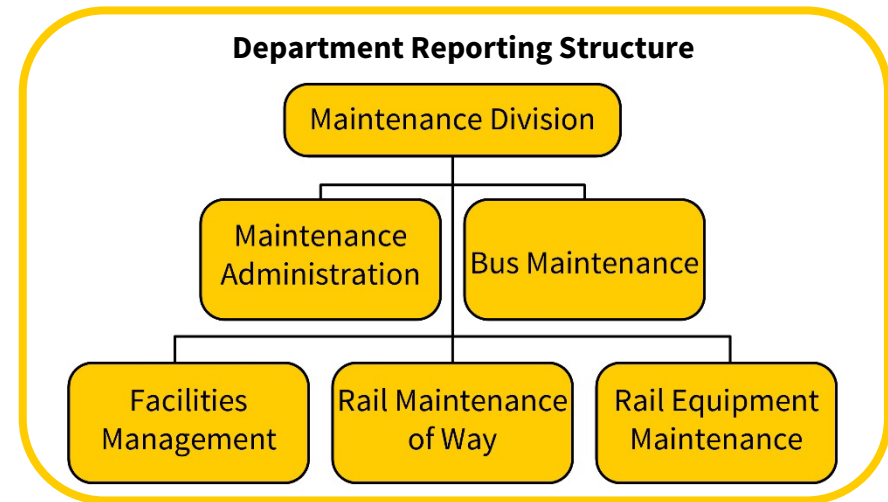 Department Reporting Structure
Maintenance Division
Maintenance
Administration
Bus Maintenance
Facilities
Management
Rail Maintenance
of Way
Rail Equipment
Maintenance